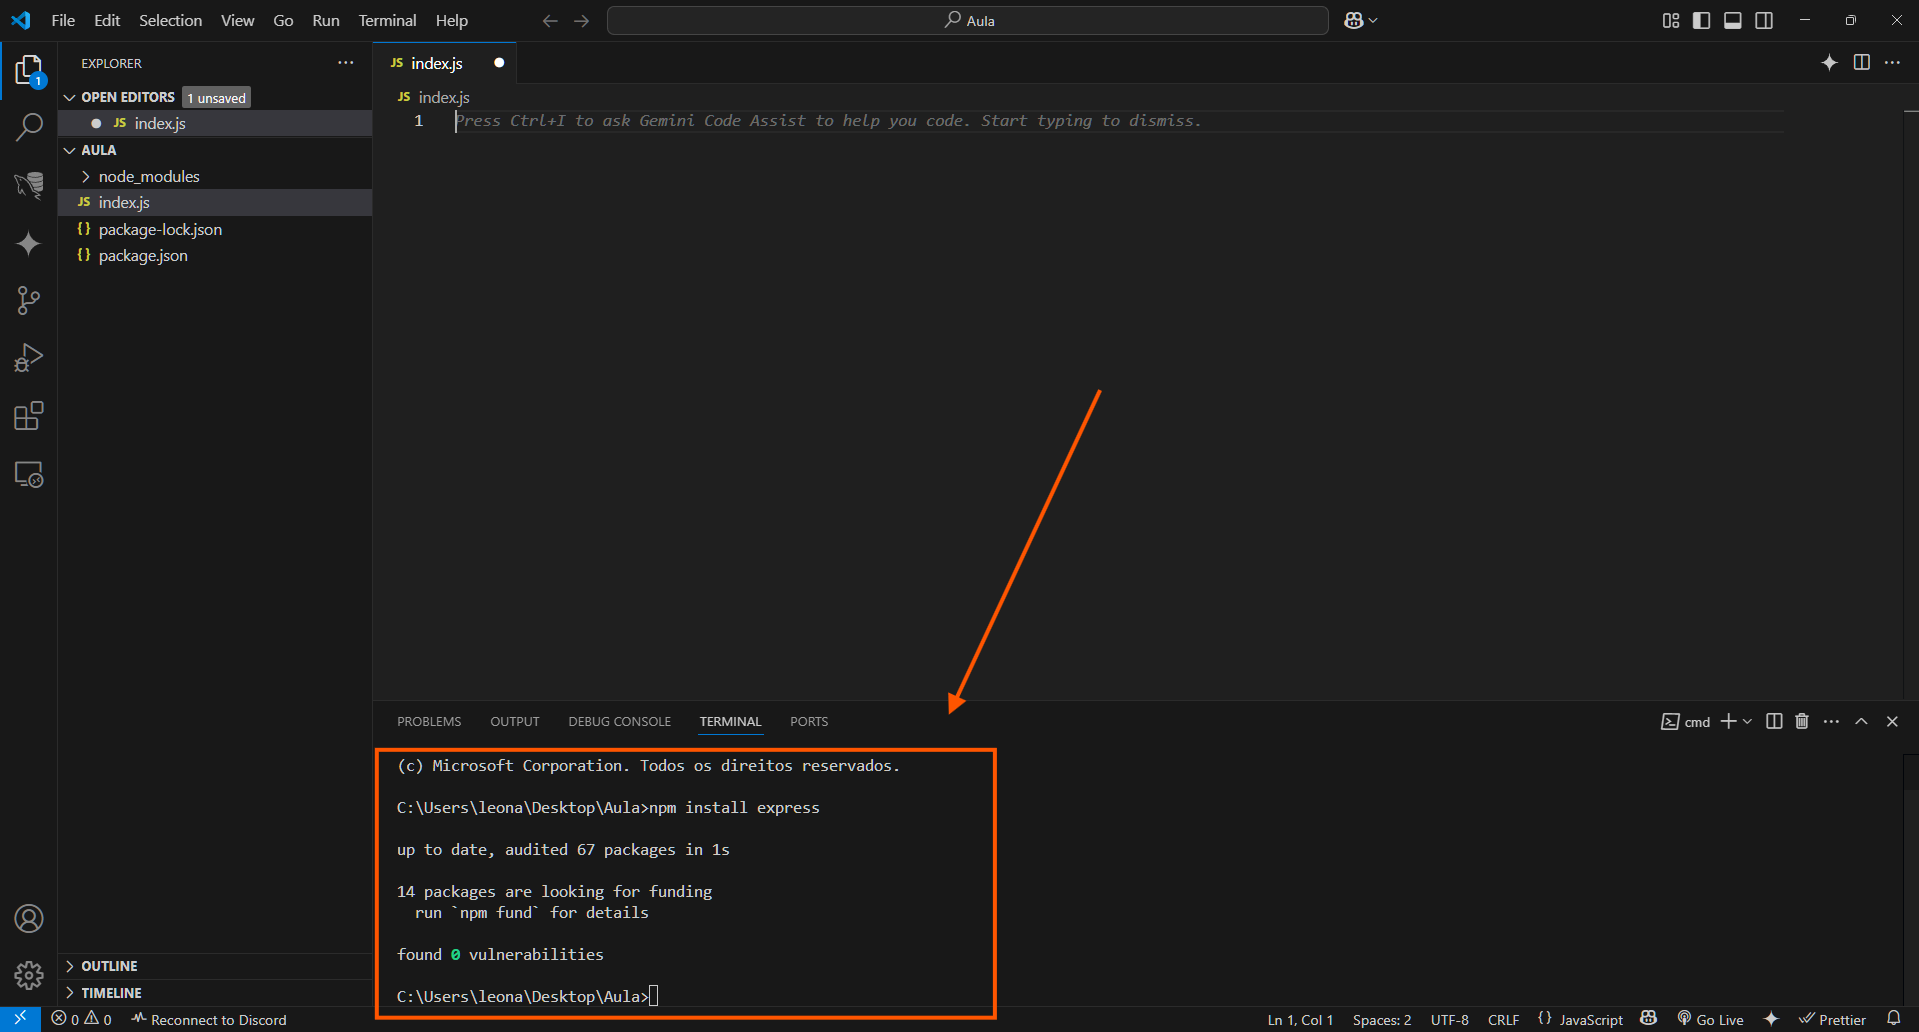 File Edit Selection View Go Run Terminal Help
Aula
EXPLORER
1
OPEN EDITORS 1 unsaved
JS index.js
AULA
node_modules
JS index.js
{} package-lock.json
{} package.json
OUTLINE
TIMELINE
JS index.js
JS index.js
1 Press Ctrl+I to ask Gemini Code Assist to help you code. Start typing to dismiss.
PROBLEMS OUTPUT DEBUG CONSOLE TERMINAL PORTS
cmd
(c) Microsoft Corporation. Todos os direitos reservados.
C:\Users\leona\Desktop\Aula>npm install express
up to date, audited 67 packages in 1s
14 packages are looking for funding
run `npm fund` for details
found 0 vulnerabilities
C:\Users\leona\Desktop\Aula>
0 0 Reconnect to Discord
Ln 1, Col 1 Spaces: 2 UTF-8 CRLF {} JavaScript Go Live Prettier